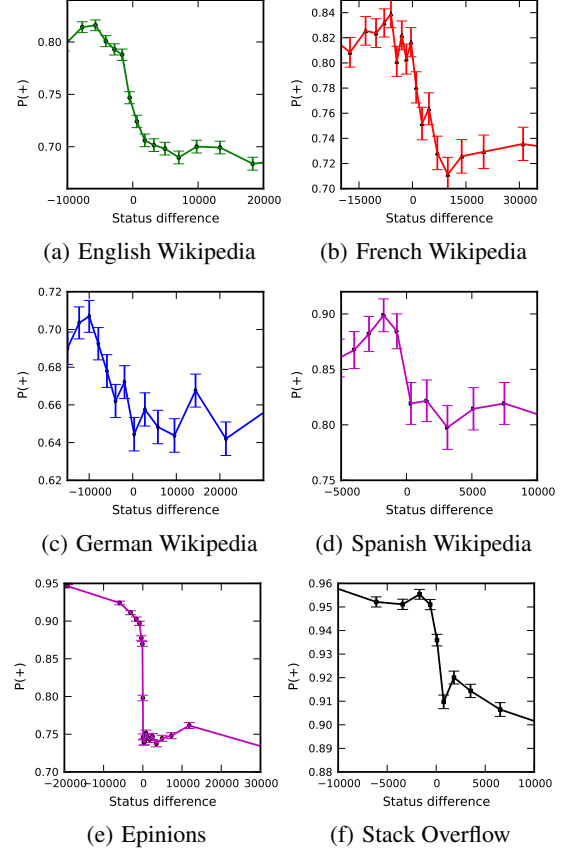 0.80
0.75
0.70
P(+)
−10000 0 10000 20000
Status difference
(a) English Wikipedia
0.84
0.82
0.80
0.78
0.76
0.74
0.72
0.70
P(+)
−15000 0 15000 30000
Status difference
(b) French Wikipedia
0.72
0.70
0.68
0.66
0.64
0.62
P(+)
−10000 0 10000 20000
Status difference
(c) German Wikipedia
0.90
0.85
0.80
0.75
P(+)
−5000 0 5000 10000
Status difference
(d) Spanish Wikipedia
0.95
0.90
0.85
0.80
0.75
0.70
P(+)
−20000−10000 0 10000 20000 30000
Status difference
(e) Epinions
0.96
0.95
0.94
0.93
0.92
0.91
0.90
0.89
0.88
P(+)
−10000 −5000 0 5000 10000
Status difference
(f) Stack Overflow